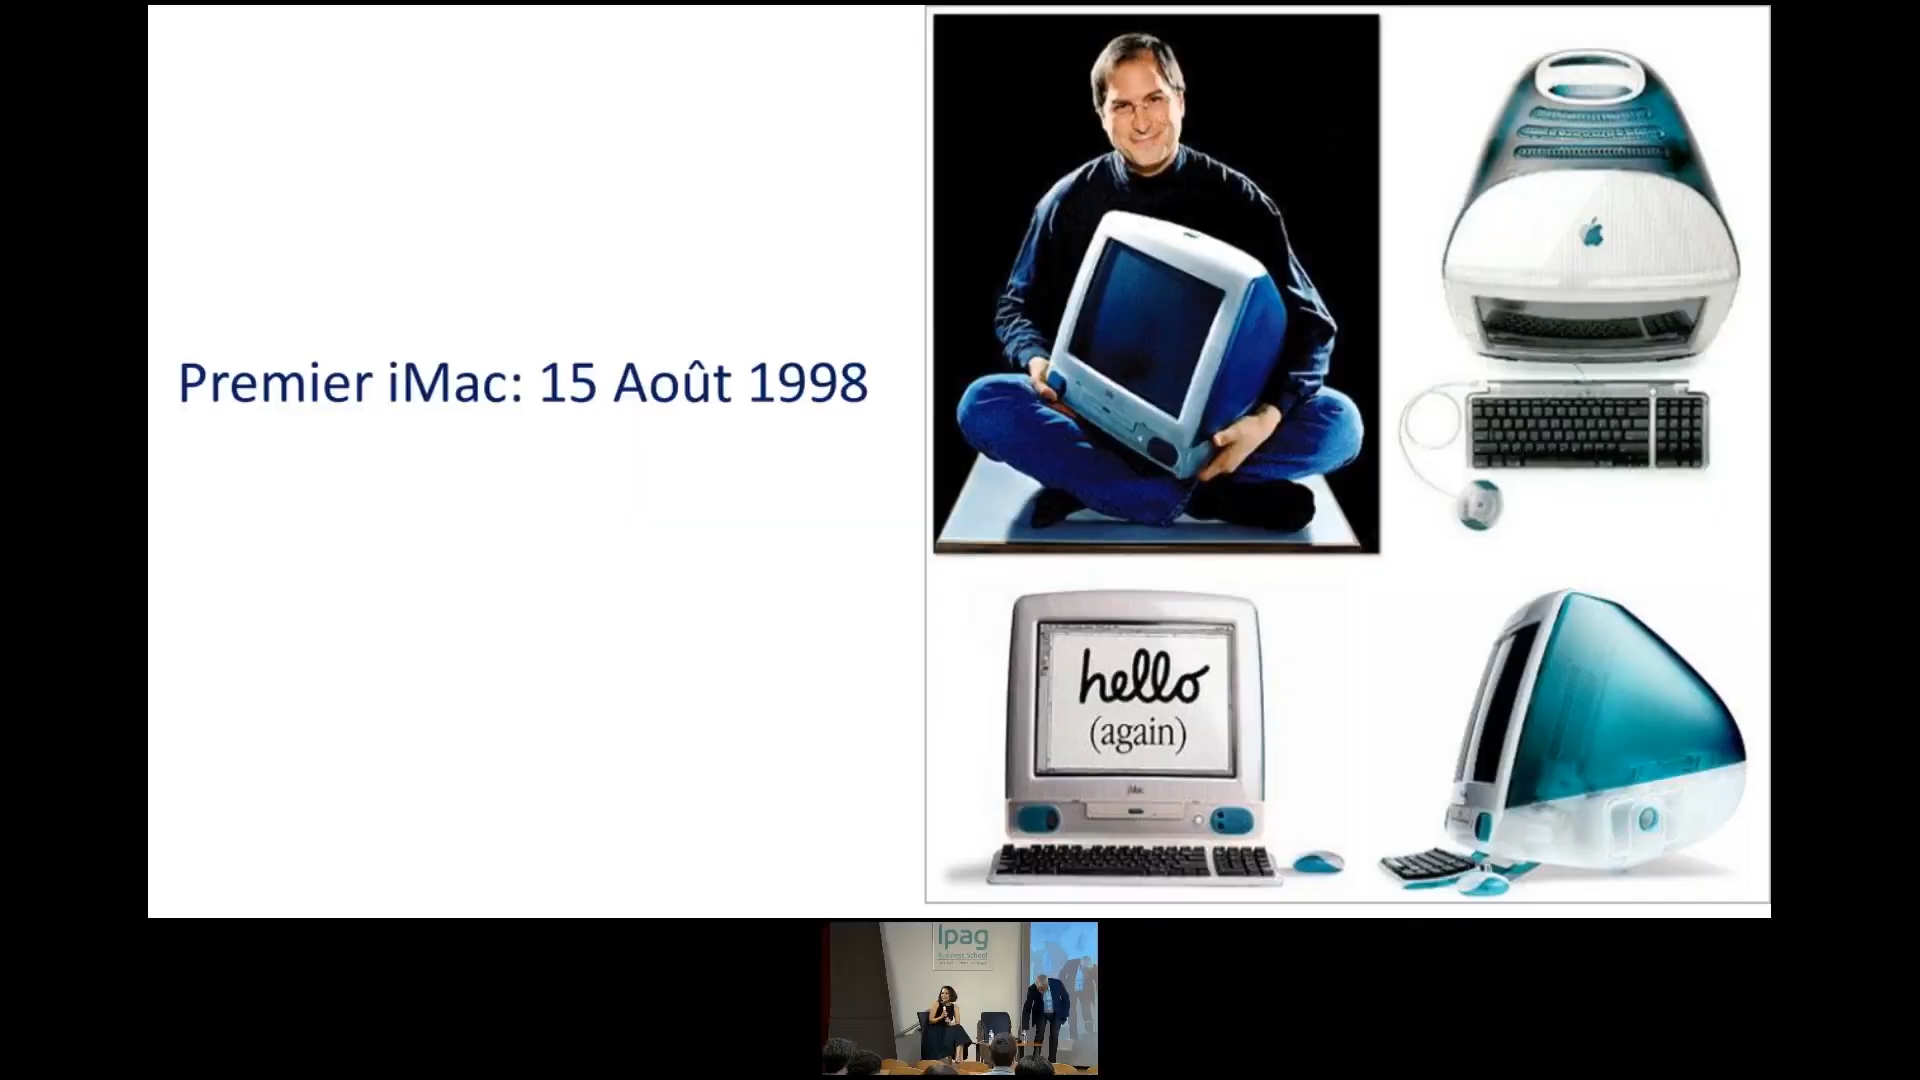 Premier iMac: 15 Août 1998
hello
(again)
iMac
Ipag
Business School